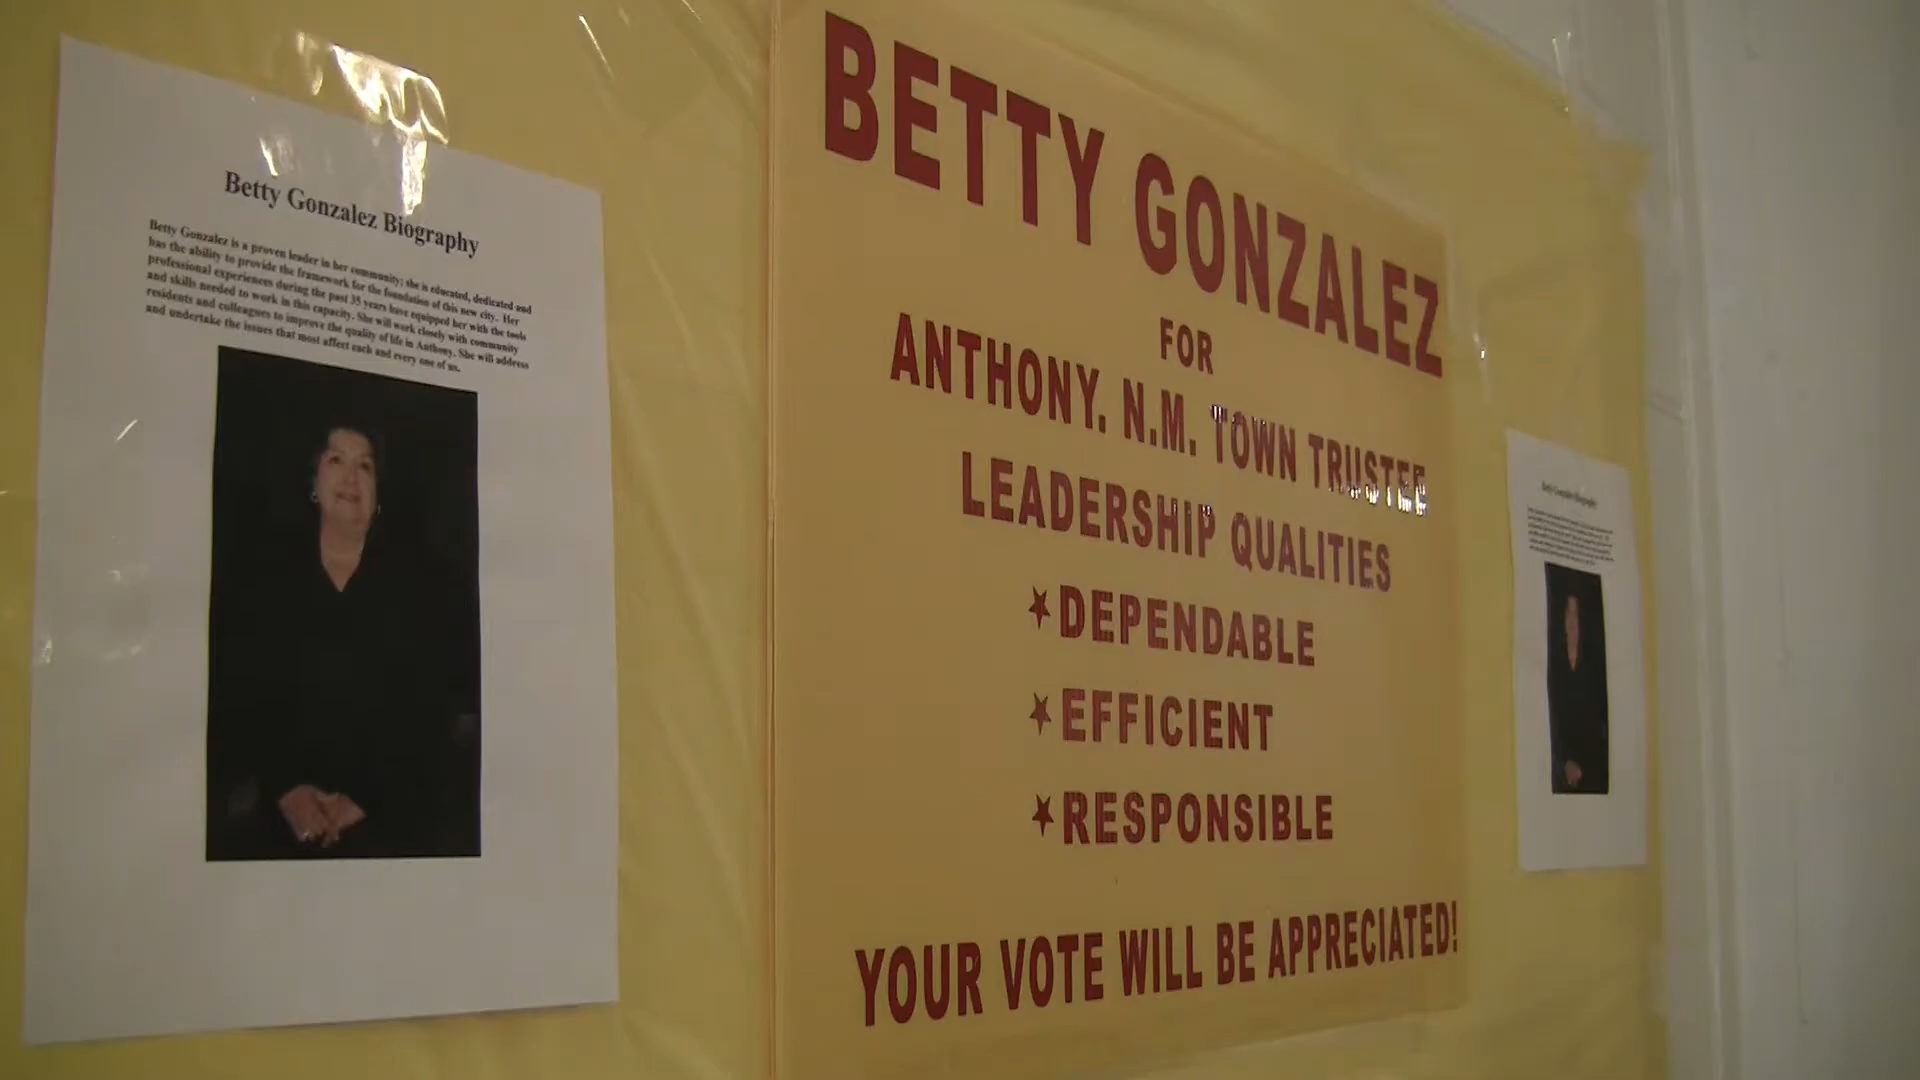 Betty Gonzalez Biography
Betty Gonzalez is a proven leader in her community; she is educated, dedicated and
has the ability to provide the framework for the foundation of this new city. Her
professional experiences during the past 35 years have equipped her with the tools
and skills needed to work in this capacity. She will work closely with community
residents and colleagues to improve the quality of life in Anthony. She will address
and undertake the issues that most affect each and every one of us.
BETTY GONZALEZ
FOR
ANTHONY. N.M. TOWN TRUSTEE
LEADERSHIP QUALITIES
★DEPENDABLE
★EFFICIENT
★RESPONSIBLE
YOUR VOTE WILL BE APPRECIATED!
Betty Gonzalez Biography